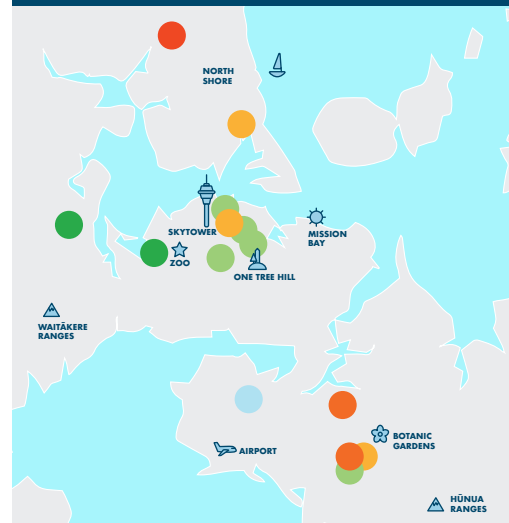 NORTH
SHORE
SKYTOWER
MISSION
BAY
ZOO
ONE TREE HILL
WAITĀKERE
RANGES
BOTANIC
GARDENS
AIRPORT
HŪNUA
RANGES